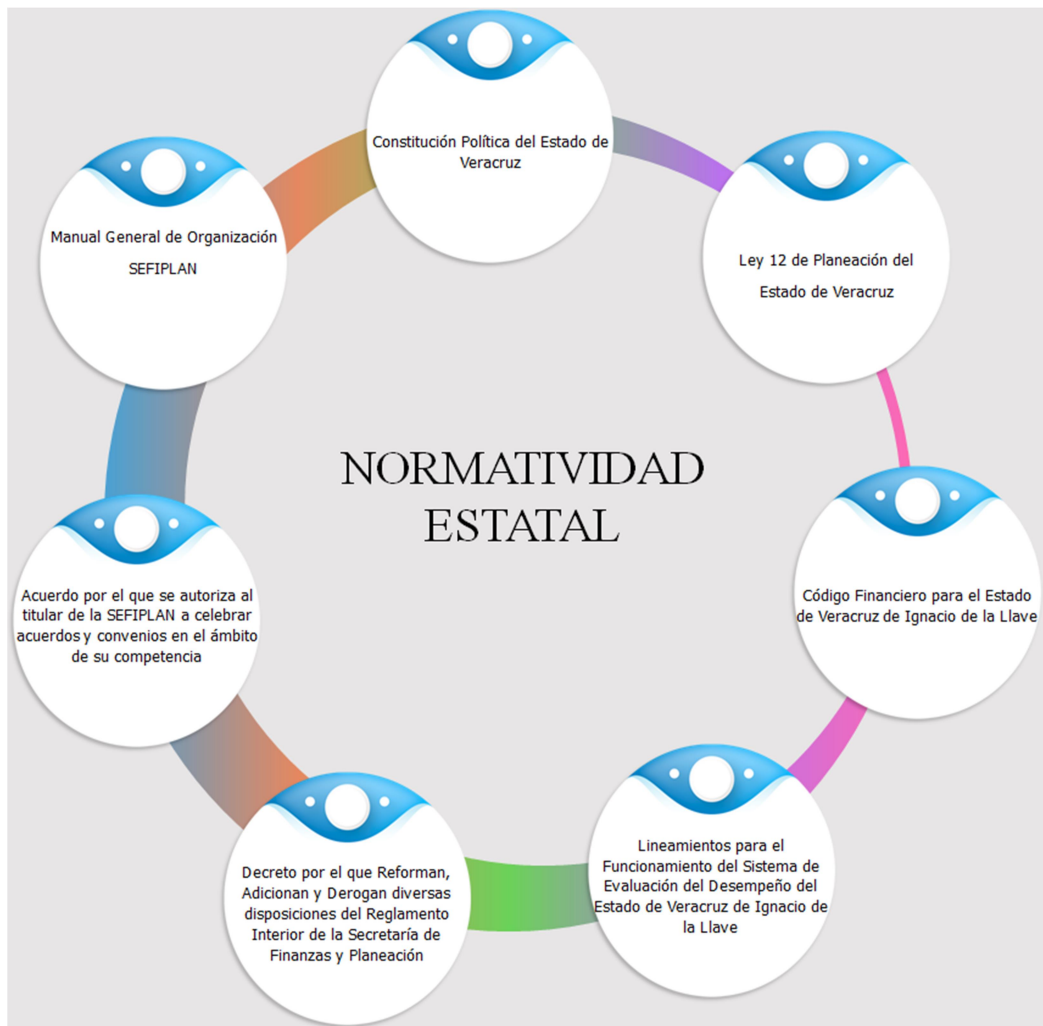 Constitución Política del Estado de
Veracruz
Ley 12 de Planeación del
Estado de Veracruz
Código Financiero para el Estado
de Veracruz de Ignacio de la Llave
Lineamientos para el
Funcionamiento del Sistema de
Evaluación del Desempeño del
Estado de Veracruz de Ignacio de
la Llave
Decreto por el que Reforman,
Adicionan y Derogan diversas
disposiciones del Reglamento
Interior de la Secretaría de
Finanzas y Planeación
Acuerdo por el que se autoriza al
titular de la SEFIPLAN a celebrar
acuerdos y convenios en el ámbito
de su competencia
Manual General de Organización
SEFIPLAN
NORMATIVIDAD
ESTATAL